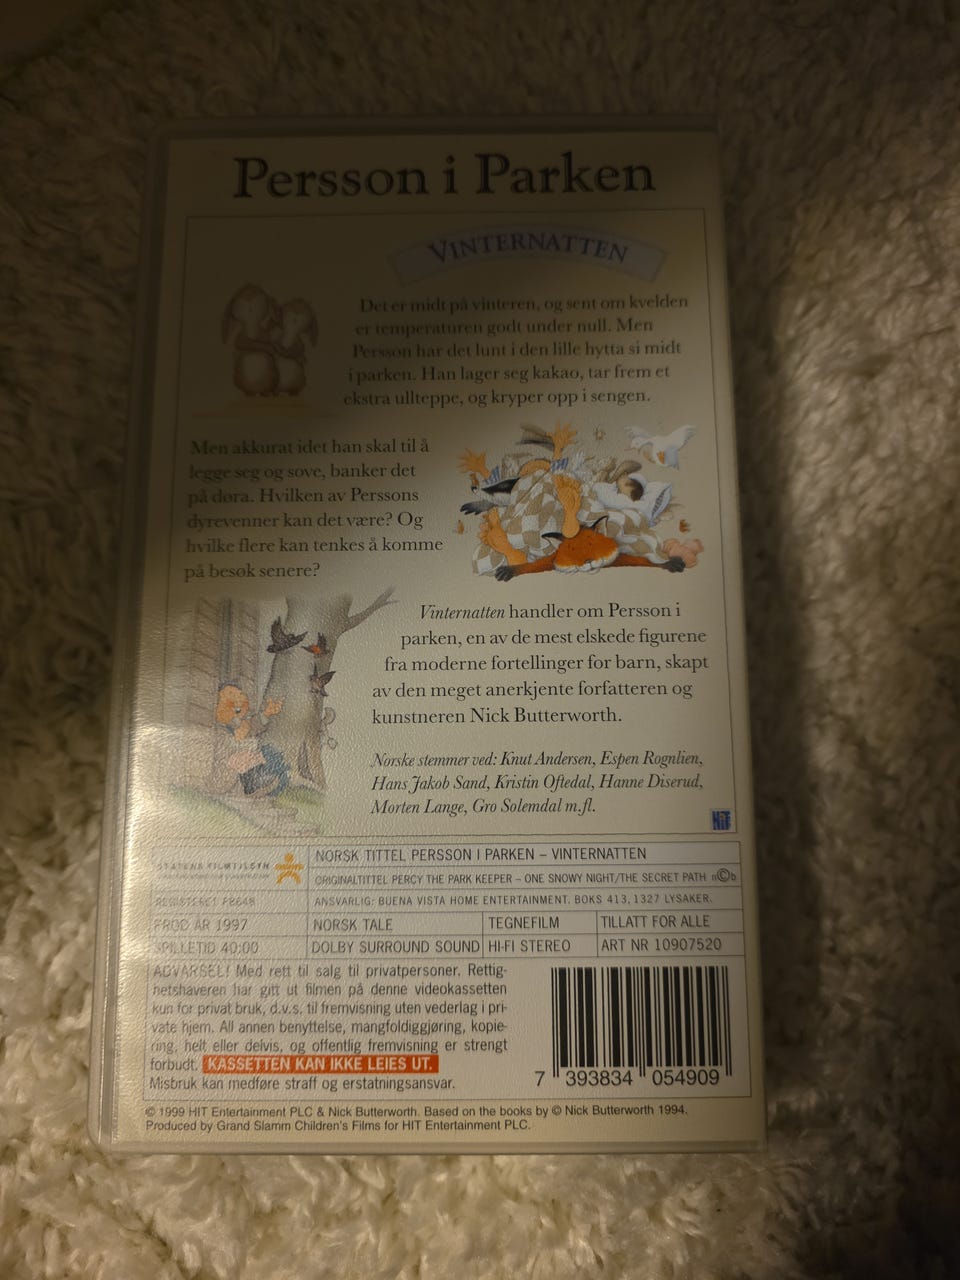 Persson i Parken
VINTERNATTEN
Det er midt på vinteren, og sent om kvelden
er temperaturen godt under null. Men
Persson har det lunt i den lille hytta si midt
i parken. Han lager seg kakao, tar frem et
ekstra ullteppe, og kryper opp i sengen.
Men akkurat idet han skal til å
legge seg og sove, banker det
på døra. Hvilken av Perssons
dyrevenner kan det være? Og
hvilke flere kan tenkes å komme
på besøk senere?
Vinternatten handler om Persson i
parken, en av de mest elskede figurene
fra moderne fortellinger for barn, skapt
av den meget anerkjente forfatteren og
kunstneren Nick Butterworth.
Norske stemmer ved: Knut Andersen, Espen Rognlien,
Hans Jakob Sand, Kristin Oftedal, Hanne Diserud,
Morten Lange, Gro Solemdal m.fl.
HiT
STATENS FILMTILSYN
NORSK TITTEL PERSSON I PARKEN – VINTERNATTEN
ORIGINALTITTEL PERCY THE PARK KEEPER – ONE SNOWY NIGHT/THE SECRET PATH n©b
REGISTERET ANSVARLIG: BUENA VISTA HOME ENTERTAINMENT. BOKS 413, 1327 LYSAKER.
PROD ÅR 1997 NORSK TALE TEGNEFILM TILLATT FOR ALLE
SPILLETID 40:00 DOLBY SURROUND SOUND HI-FI STEREO ART NR 10907520
ADVARSEL! Med rett til salg til privatpersoner. Rettig-
hetshaveren har gitt ut filmen på denne videokassetten
kun for privat bruk, d.v.s. til fremvisning uten vederlag i pri-
vate hjem. All annen benyttelse, mangfoldiggjøring, kopie-
ring, helt eller delvis, og offentlig fremvisning er strengt
forbudt. KASSETTEN KAN IKKE LEIES UT.
Misbruk kan medføre straff og erstatningsansvar.
7 393834 054909
© 1999 HIT Entertainment PLC & Nick Butterworth. Based on the books by © Nick Butterworth 1994.
Produced by Grand Slamm Children's Films for HIT Entertainment PLC.